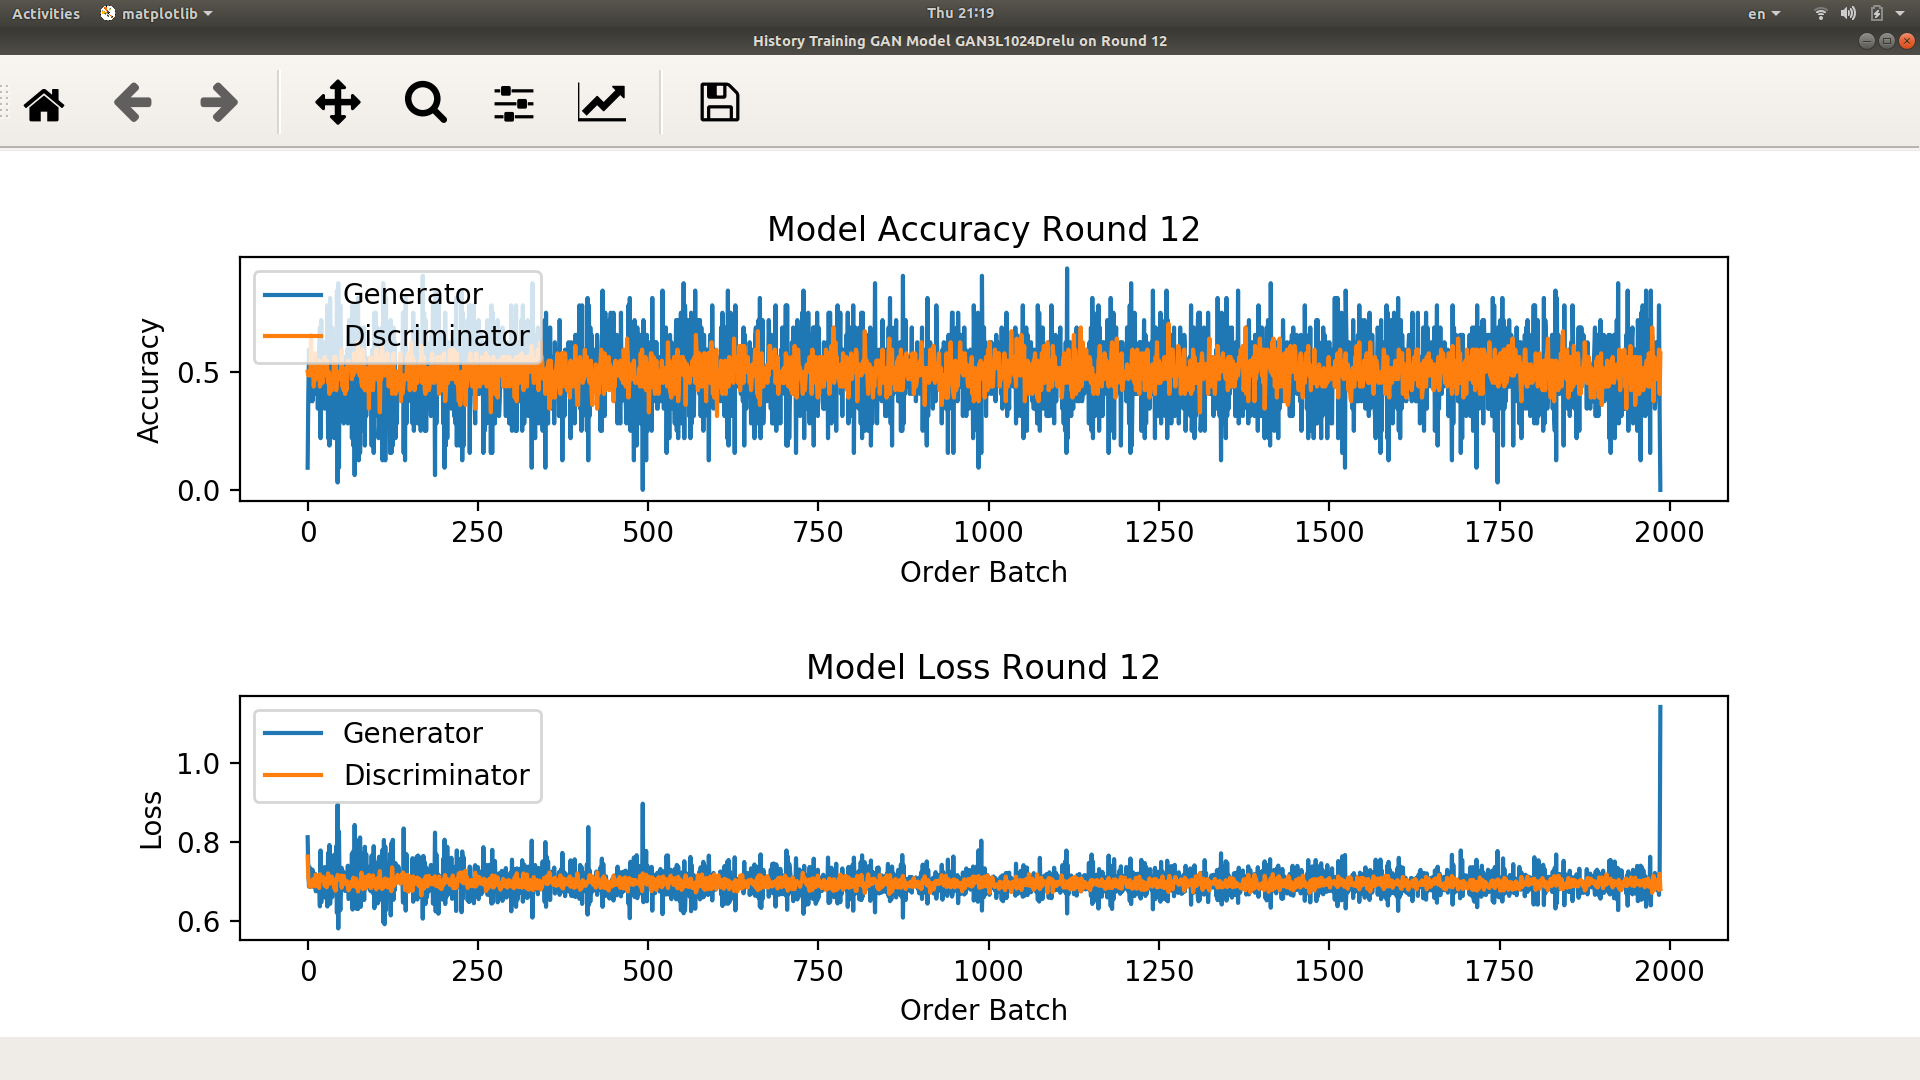 Activities matplotlib Thu 21:19 en
History Training GAN Model GAN3L1024Drelu on Round 12
Model Accuracy Round 12
Generator
Discriminator
Accuracy
0.5
0.0
0 250 500 750 1000 1250 1500 1750 2000
Order Batch
Model Loss Round 12
Generator
Discriminator
Loss
1.0
0.8
0.6
0 250 500 750 1000 1250 1500 1750 2000
Order Batch